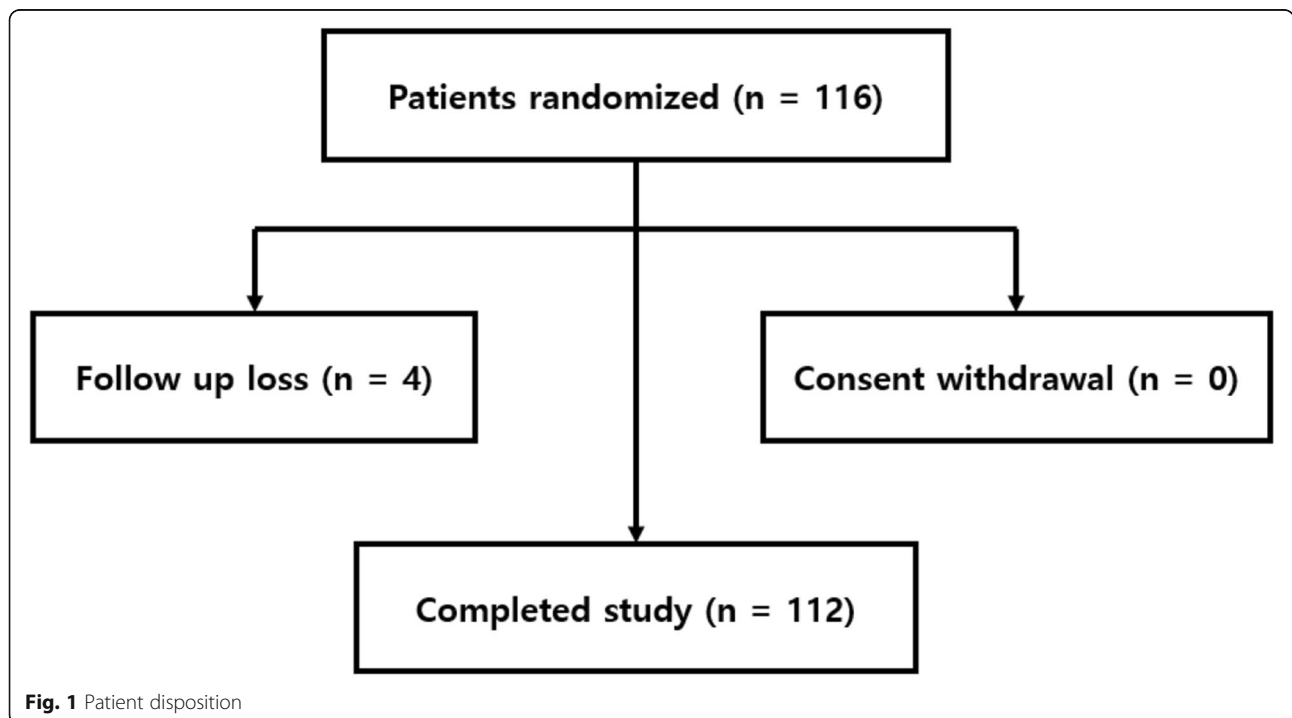 Patients randomized (n = 116)
Follow up loss (n = 4)
Consent withdrawal (n = 0)
Completed study (n = 112)
Fig. 1 Patient disposition